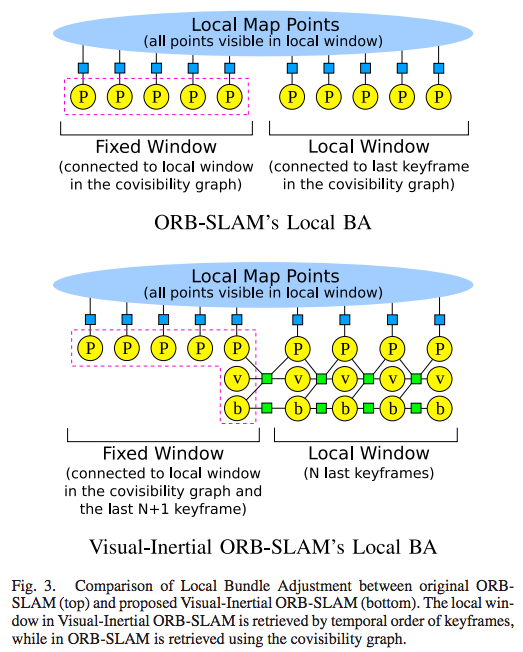 Local Map Points
(all points visible in local window)
P P P P P P P P P P
Fixed Window
(connected to local window
in the covisibility graph)
Local Window
(connected to last keyframe
in the covisibility graph)
ORB-SLAM's Local BA
Local Map Points
(all points visible in local window)
P P P P P P P P P
v v v v v
b b b b b
Fixed Window
(connected to local window
in the covisibility graph and
the last N+1 keyframe)
Local Window
(N last keyframes)
Visual-Inertial ORB-SLAM's Local BA
Fig. 3. Comparison of Local Bundle Adjustment between original ORB-
SLAM (top) and proposed Visual-Inertial ORB-SLAM (bottom). The local win-
dow in Visual-Inertial ORB-SLAM is retrieved by temporal order of keyframes,
while in ORB-SLAM is retrieved using the covisibility graph.